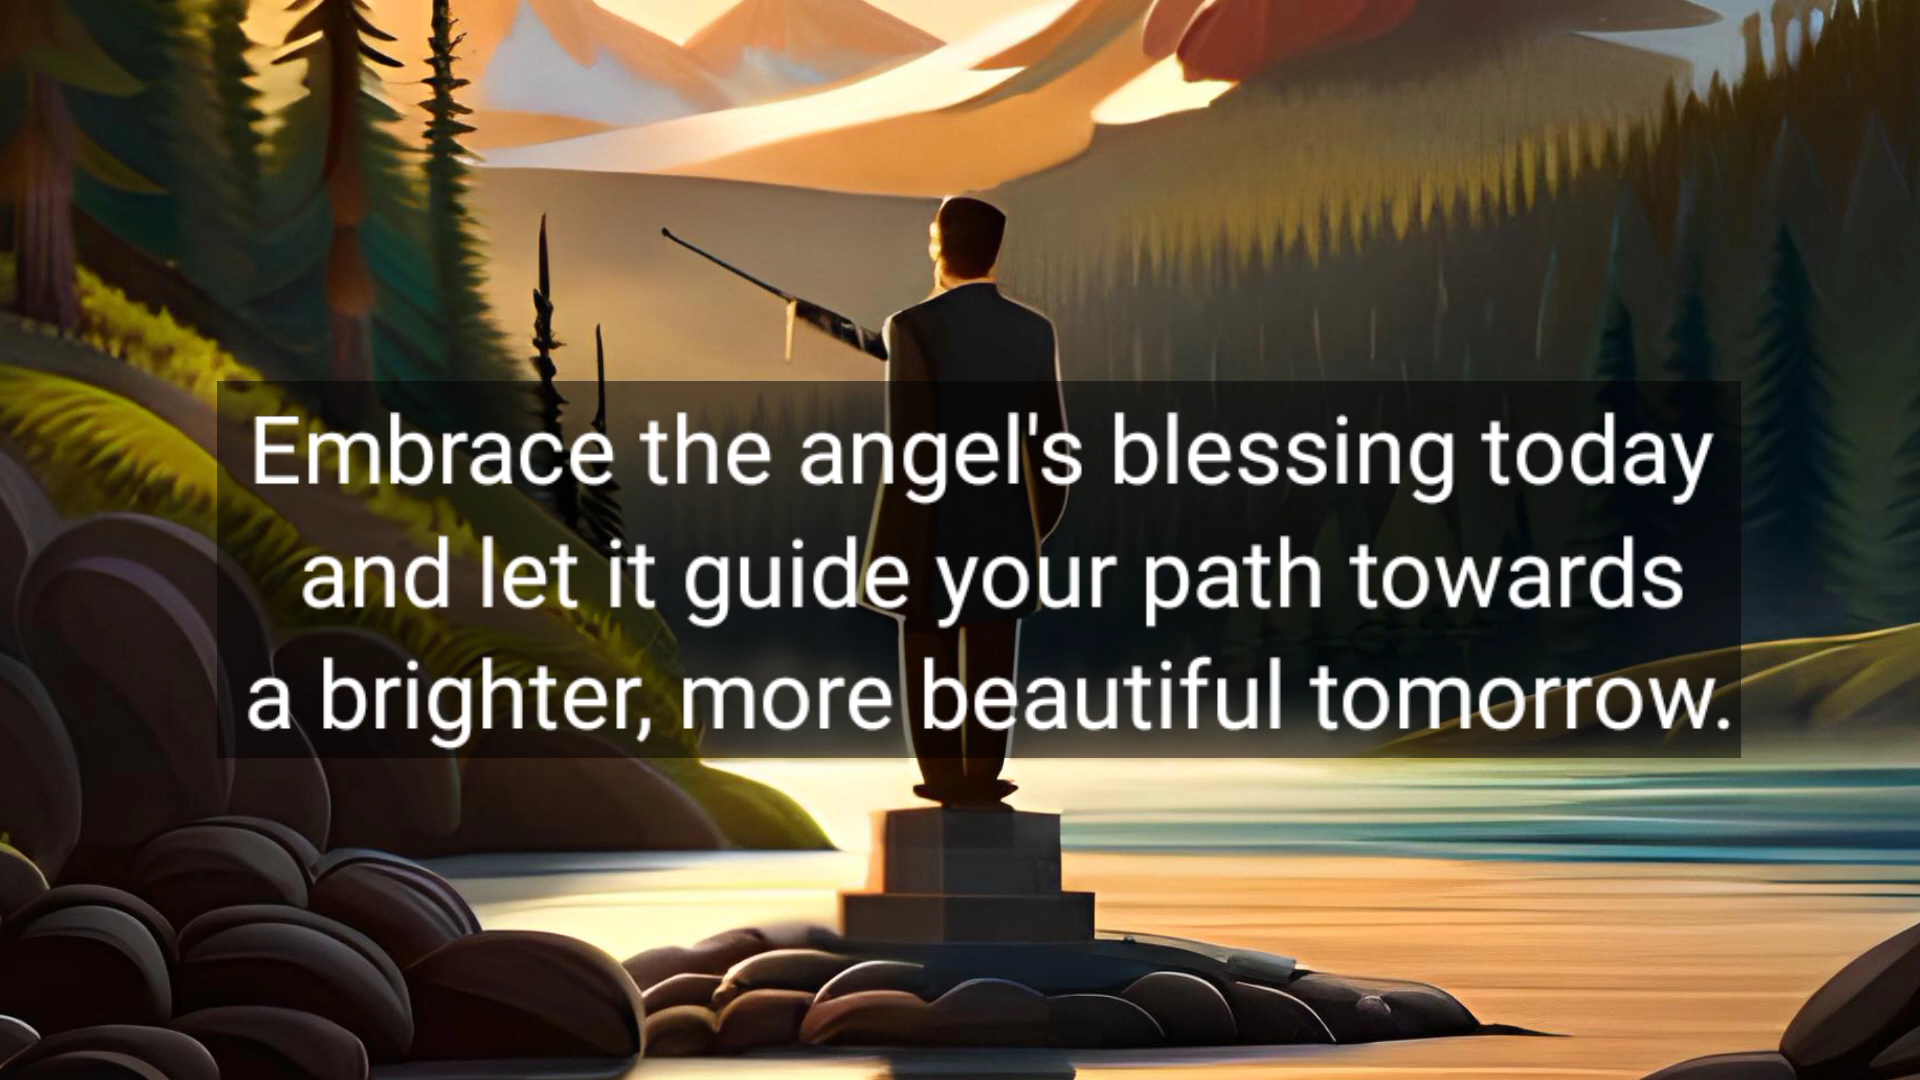 Embrace the angel's blessing today
and let it guide your path towards
a brighter, more beautiful tomorrow.